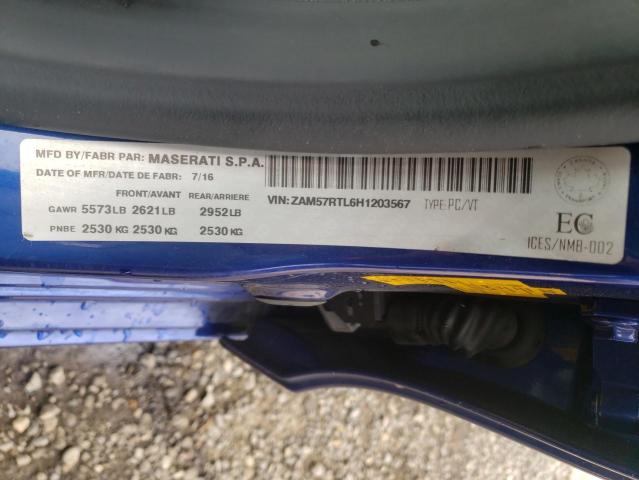 MFD BY/FABR PAR: MASERATI S.P.A.
DATE OF MFR/DATE DE FABR: 7/16
FRONT/AVANT REAR/ARRIERE
GAWR 5573LB 2621LB 2952LB
PNBE 2530 KG 2530 KG 2530 KG
VIN:ZAM57RTL6H1203567 TYPE:PC/VT
EC
ICES/NMB-002